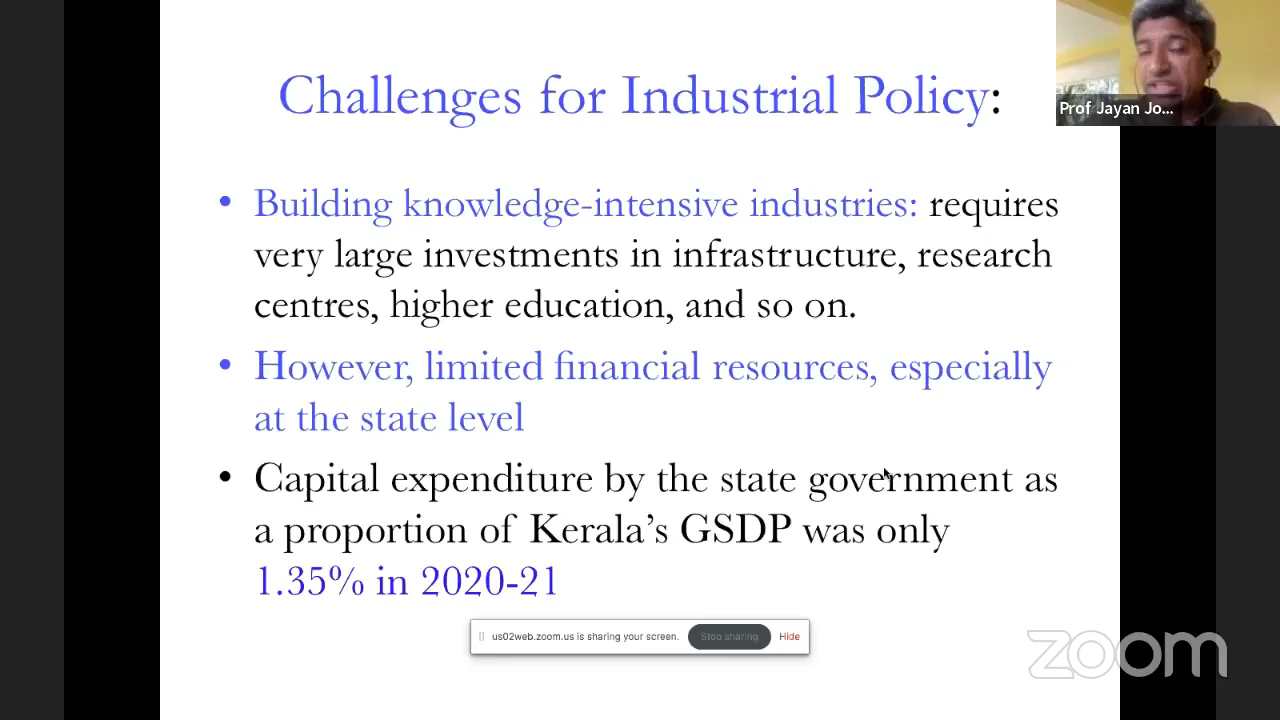 Challenges for Industrial Policy:
Prof Jayan Jo...
• Building knowledge-intensive industries: requires
very large investments in infrastructure, research
centres, higher education, and so on.
• However, limited financial resources, especially
at the state level
• Capital expenditure by the state government as
a proportion of Kerala's GSDP was only
1.35% in 2020-21
us02web.zoom.us is sharing your screen. Stop sharing Hide
zoom